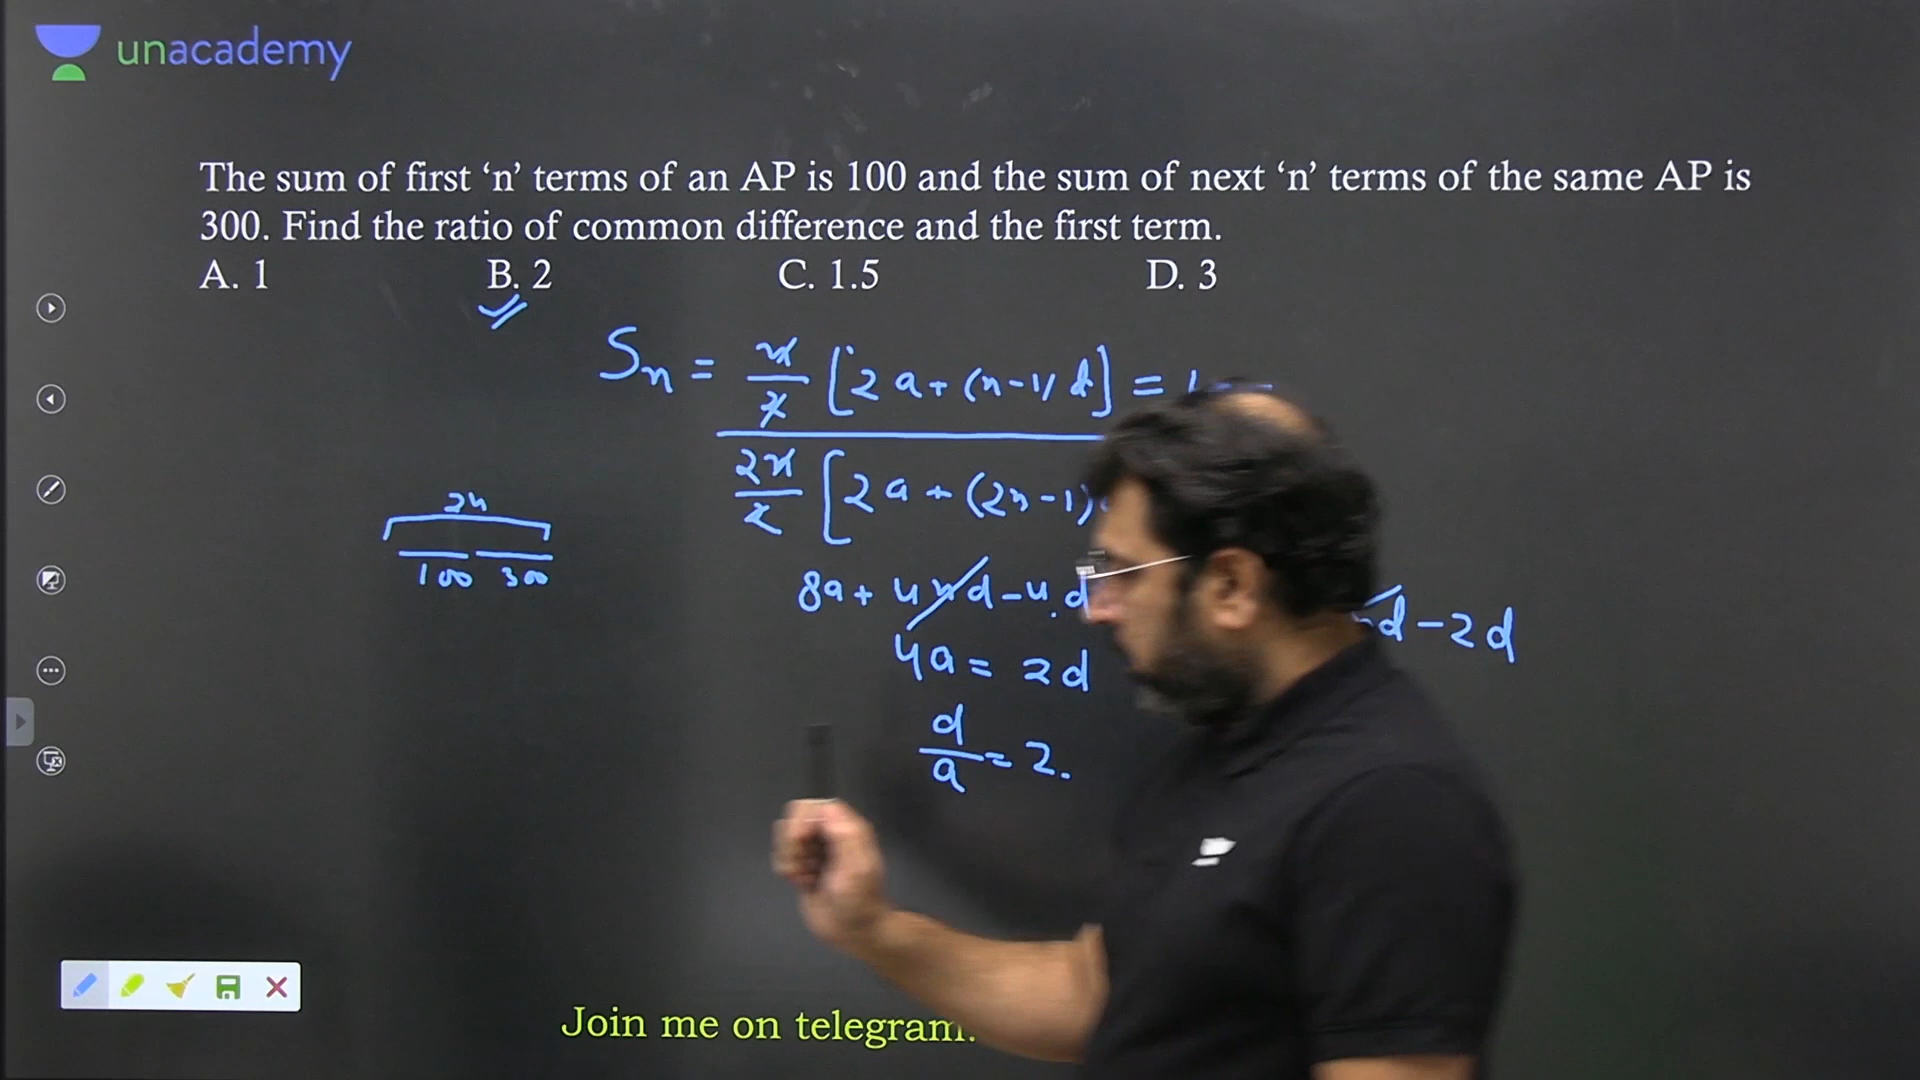 unacademy
The sum of first ‘n’ terms of an AP is 100 and the sum of next ‘n’ terms of the same AP is
300. Find the ratio of common difference and the first term.
A. 1 B. 2 C. 1.5 D. 3
Sn = n/2 [2a + (n-1)d] =
2n/2 [2a + (2n-1)
2n
100 300
8a + 4nd - 4d
nd - 2d
4a = 2d
d/a = 2.
Join me on telegram.